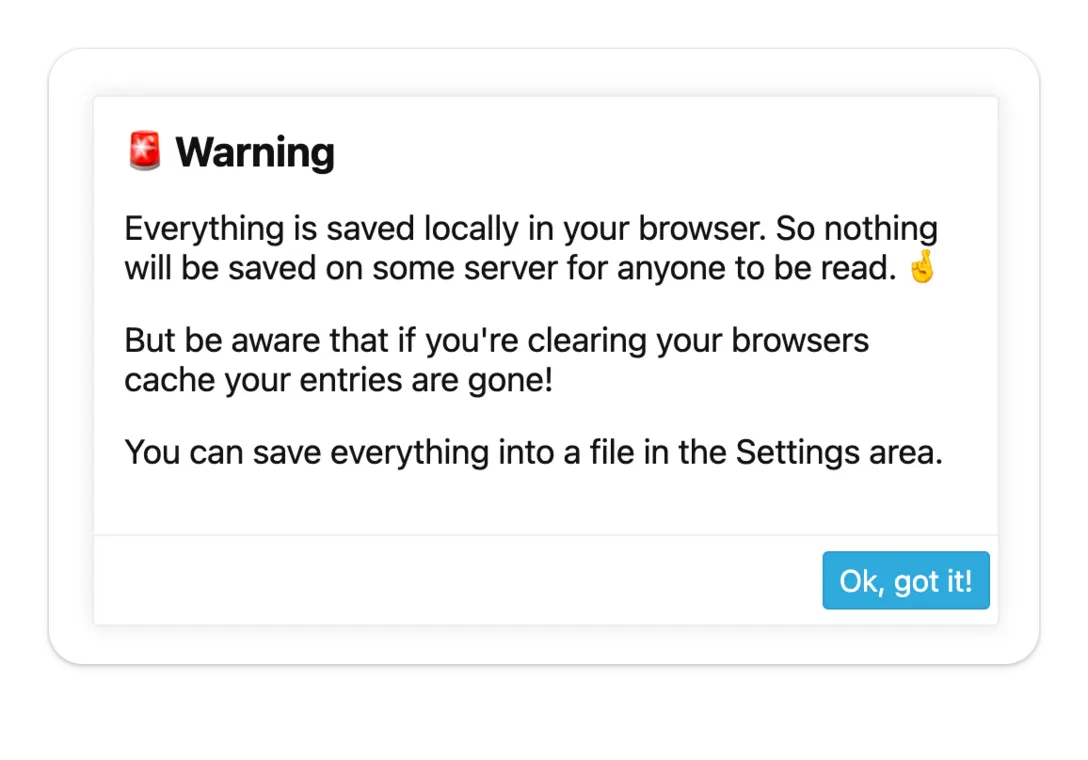 🚨 Warning
Everything is saved locally in your browser. So nothing
will be saved on some server for anyone to be read. 🤞
But be aware that if you're clearing your browsers
cache your entries are gone!
You can save everything into a file in the Settings area.
Ok, got it!